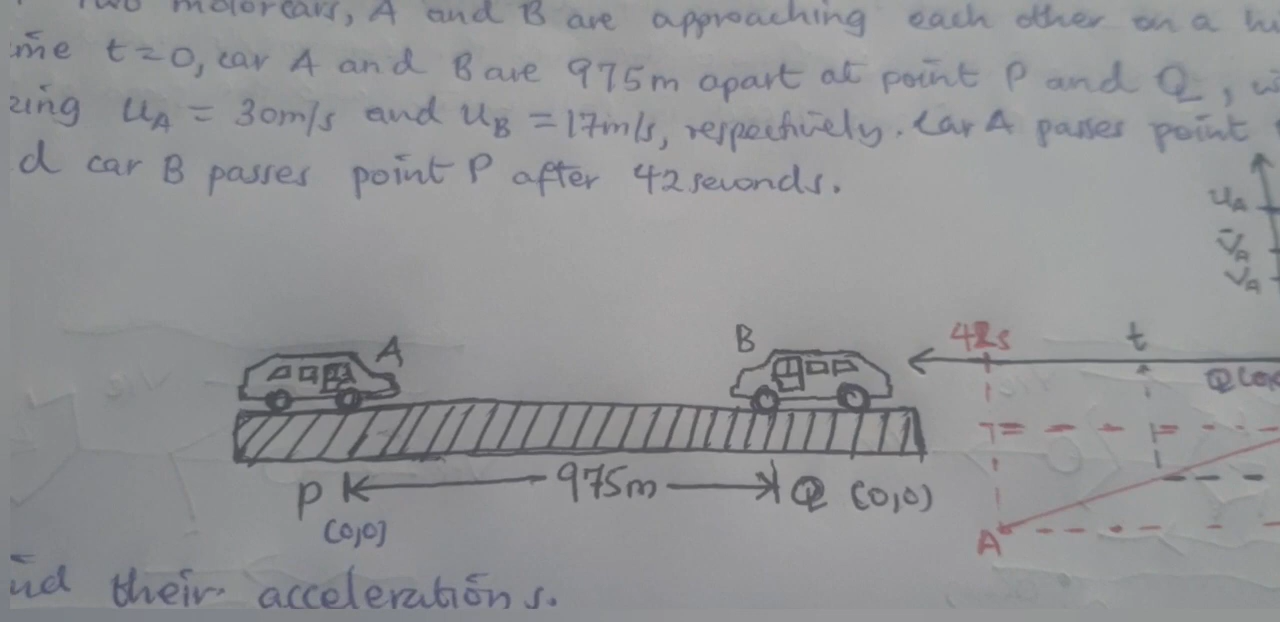 motorcars, A and B are approaching each other on a
me t=0, car A and B are 975m apart at point P and Q,
zing uA = 30m/s and uB = 17m/s, respectively. Car A passes point
d car B passes point P after 42 seconds.
uA
v̄A
vA
A
B
42s
t
P
975m
Q (0,0)
(0,0)
A
nd their accelerations.